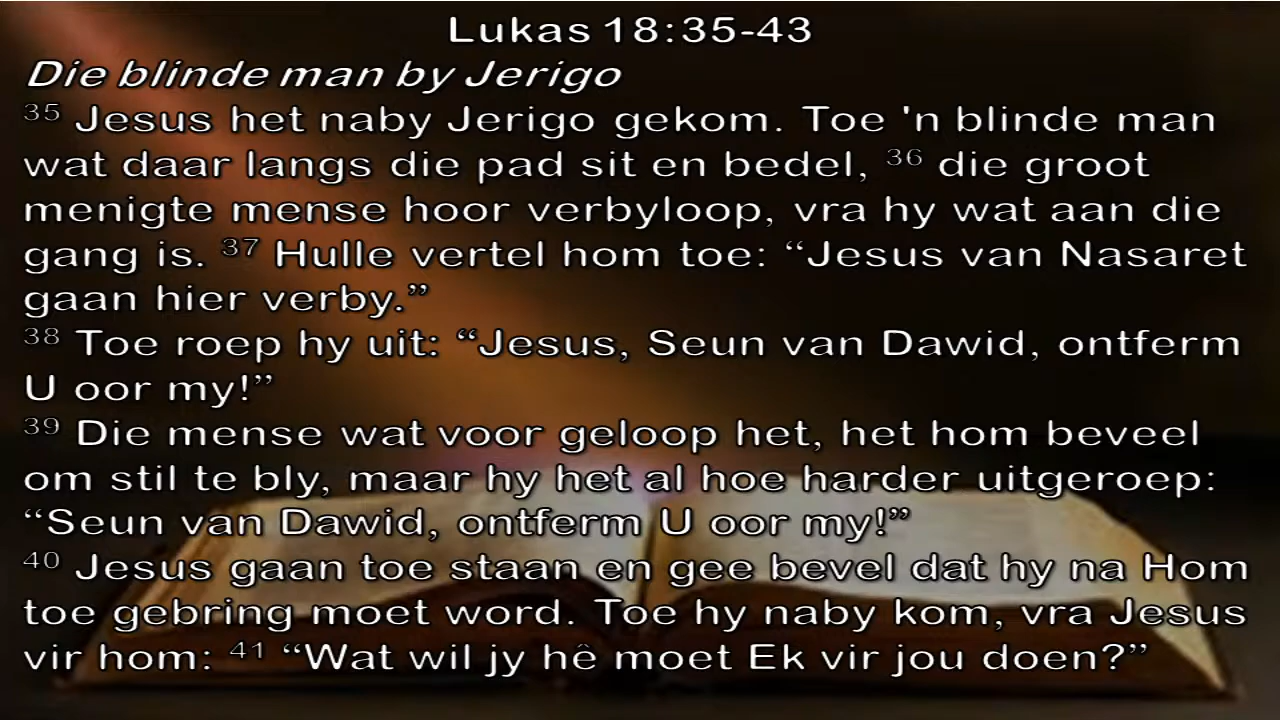 Lukas 18:35-43
Die blinde man by Jerigo
35 Jesus het naby Jerigo gekom. Toe 'n blinde man
wat daar langs die pad sit en bedel, 36 die groot
menigte mense hoor verbyloop, vra hy wat aan die
gang is. 37 Hulle vertel hom toe: “Jesus van Nasaret
gaan hier verby.”
38 Toe roep hy uit: “Jesus, Seun van Dawid, ontferm
U oor my!”
39 Die mense wat voor geloop het, het hom beveel
om stil te bly, maar hy het al hoe harder uitgeroep:
“Seun van Dawid, ontferm U oor my!”
40 Jesus gaan toe staan en gee bevel dat hy na Hom
toe gebring moet word. Toe hy naby kom, vra Jesus
vir hom: 41 “Wat wil jy hê moet Ek vir jou doen?”